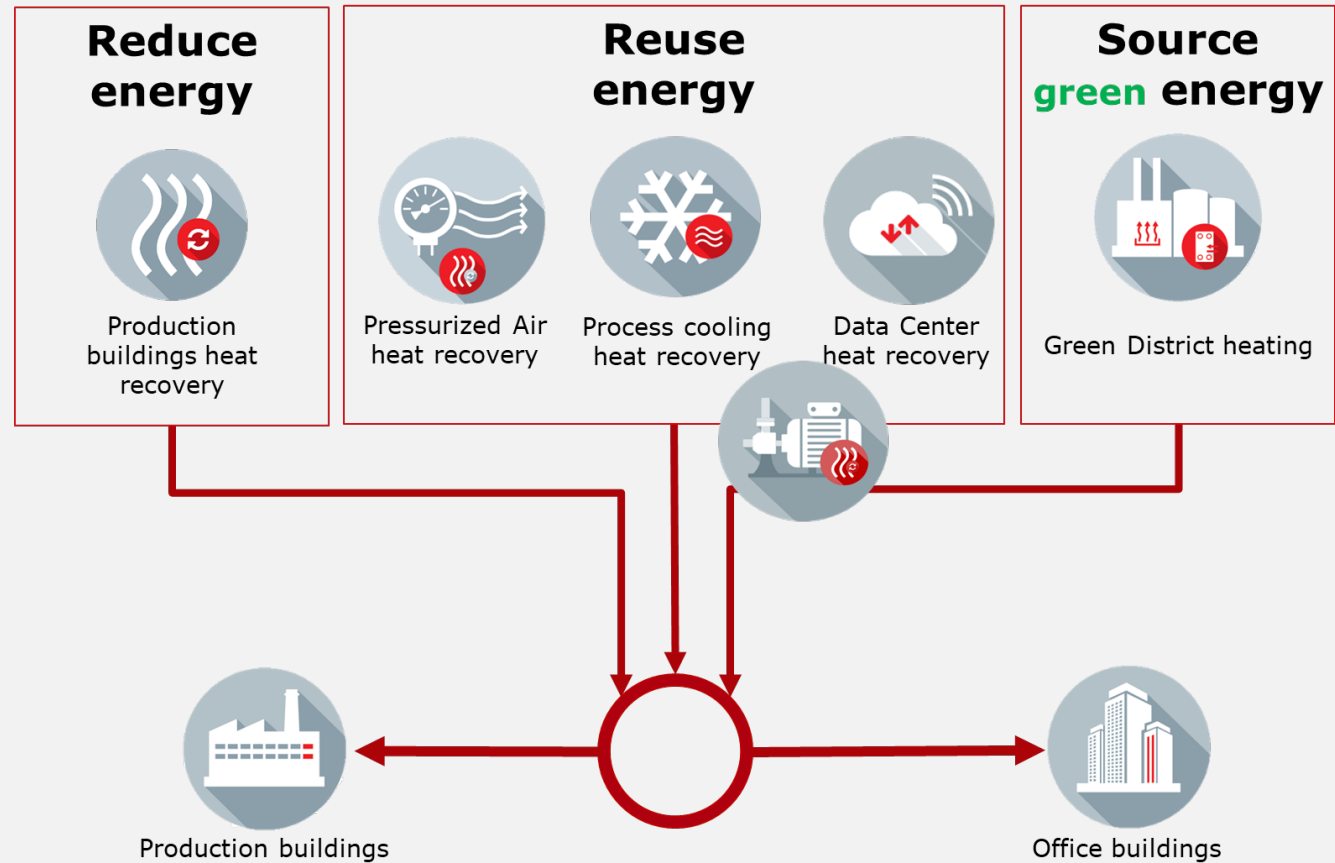 Reduce
energy
Reuse
energy
Source
green energy
Production
buildings heat
recovery
Pressurized Air
heat recovery
Process cooling
heat recovery
Data Center
heat recovery
Green District heating
Production buildings
Office buildings